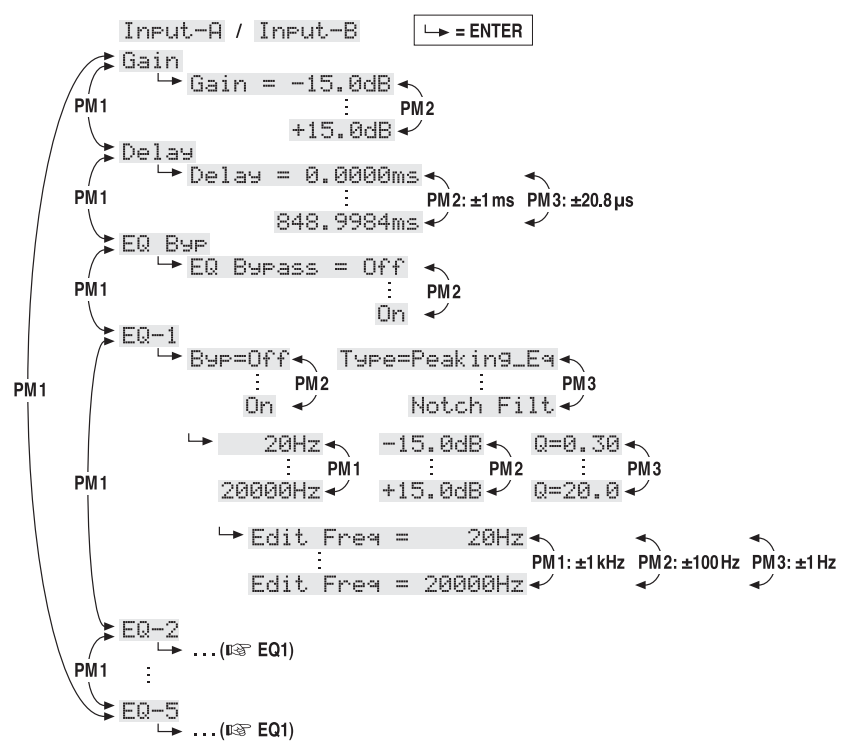 Input-A / Input-B
↳ = ENTER
Gain
Gain = -15.0dB
PM1
PM2
+15.0dB
Delay
Delay = 0.0000ms
PM1
PM2: ±1 ms PM3: ±20.8 µs
848.9984ms
EQ Byp
EQ Bypass = Off
PM1
PM2
On
EQ-1
Byp=Off Type=Peaking_Eq
PM2 PM3
On Notch Filt
PM1
20Hz -15.0dB Q=0.30
PM1 PM2 PM3
20000Hz +15.0dB Q=20.0
PM1
Edit Freq = 20Hz
PM1: ±1 kHz PM2: ±100 Hz PM3: ±1 Hz
Edit Freq = 20000Hz
EQ-2
...(☞ EQ1)
PM1
EQ-5
...(☞ EQ1)